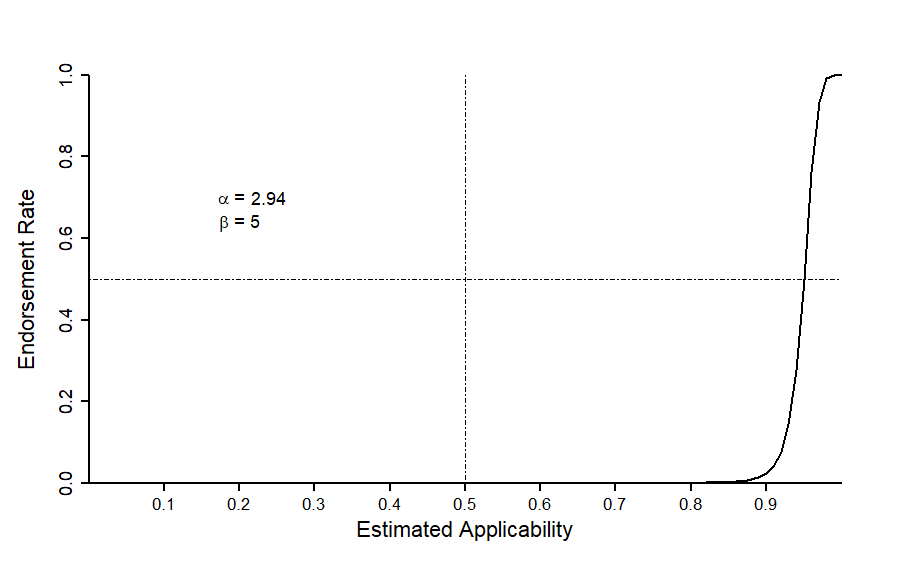 1.0
0.8
α = 2.94
β = 5
0.6
Endorsement Rate
0.4
0.2
0.0
0.1 0.2 0.3 0.4 0.5 0.6 0.7 0.8 0.9
Estimated Applicability